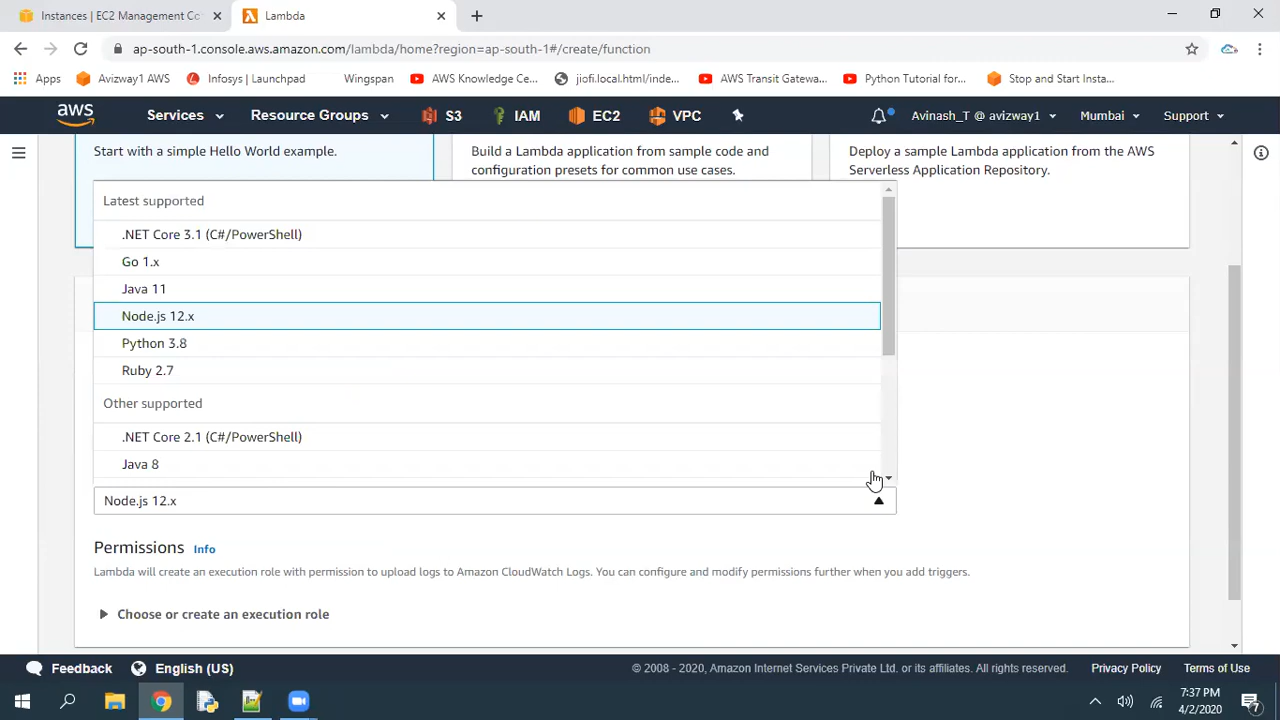 Instances | EC2 Management Co
Lambda
ap-south-1.console.aws.amazon.com/lambda/home?region=ap-south-1#/create/function
Apps
Avizway1 AWS
Infosys | Launchpad
Wingspan
AWS Knowledge Ce...
jiofi.local.html/inde...
AWS Transit Gatewa...
Python Tutorial for...
Stop and Start Insta...
aws
Services
Resource Groups
S3
IAM
EC2
VPC
Avinash_T @ avizway1
Mumbai
Support
Start with a simple Hello World example.
Build a Lambda application from sample code and
configuration presets for common use cases.
Deploy a sample Lambda application from the AWS
Serverless Application Repository.
Latest supported
.NET Core 3.1 (C#/PowerShell)
Go 1.x
Java 11
Node.js 12.x
Python 3.8
Ruby 2.7
Other supported
.NET Core 2.1 (C#/PowerShell)
Java 8
Node.js 12.x
Permissions Info
Lambda will create an execution role with permission to upload logs to Amazon CloudWatch Logs. You can configure and modify permissions further when you add triggers.
Choose or create an execution role
Feedback
English (US)
© 2008 - 2020, Amazon Internet Services Private Ltd. or its affiliates. All rights reserved.
Privacy Policy
Terms of Use
7:37 PM
4/2/2020
7